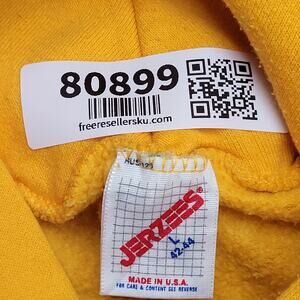 80899
freeresellersku.com
JERZEES®
L
42-44
MADE IN U.S.A.
FOR CARE & CONTENT SEE REVERSE